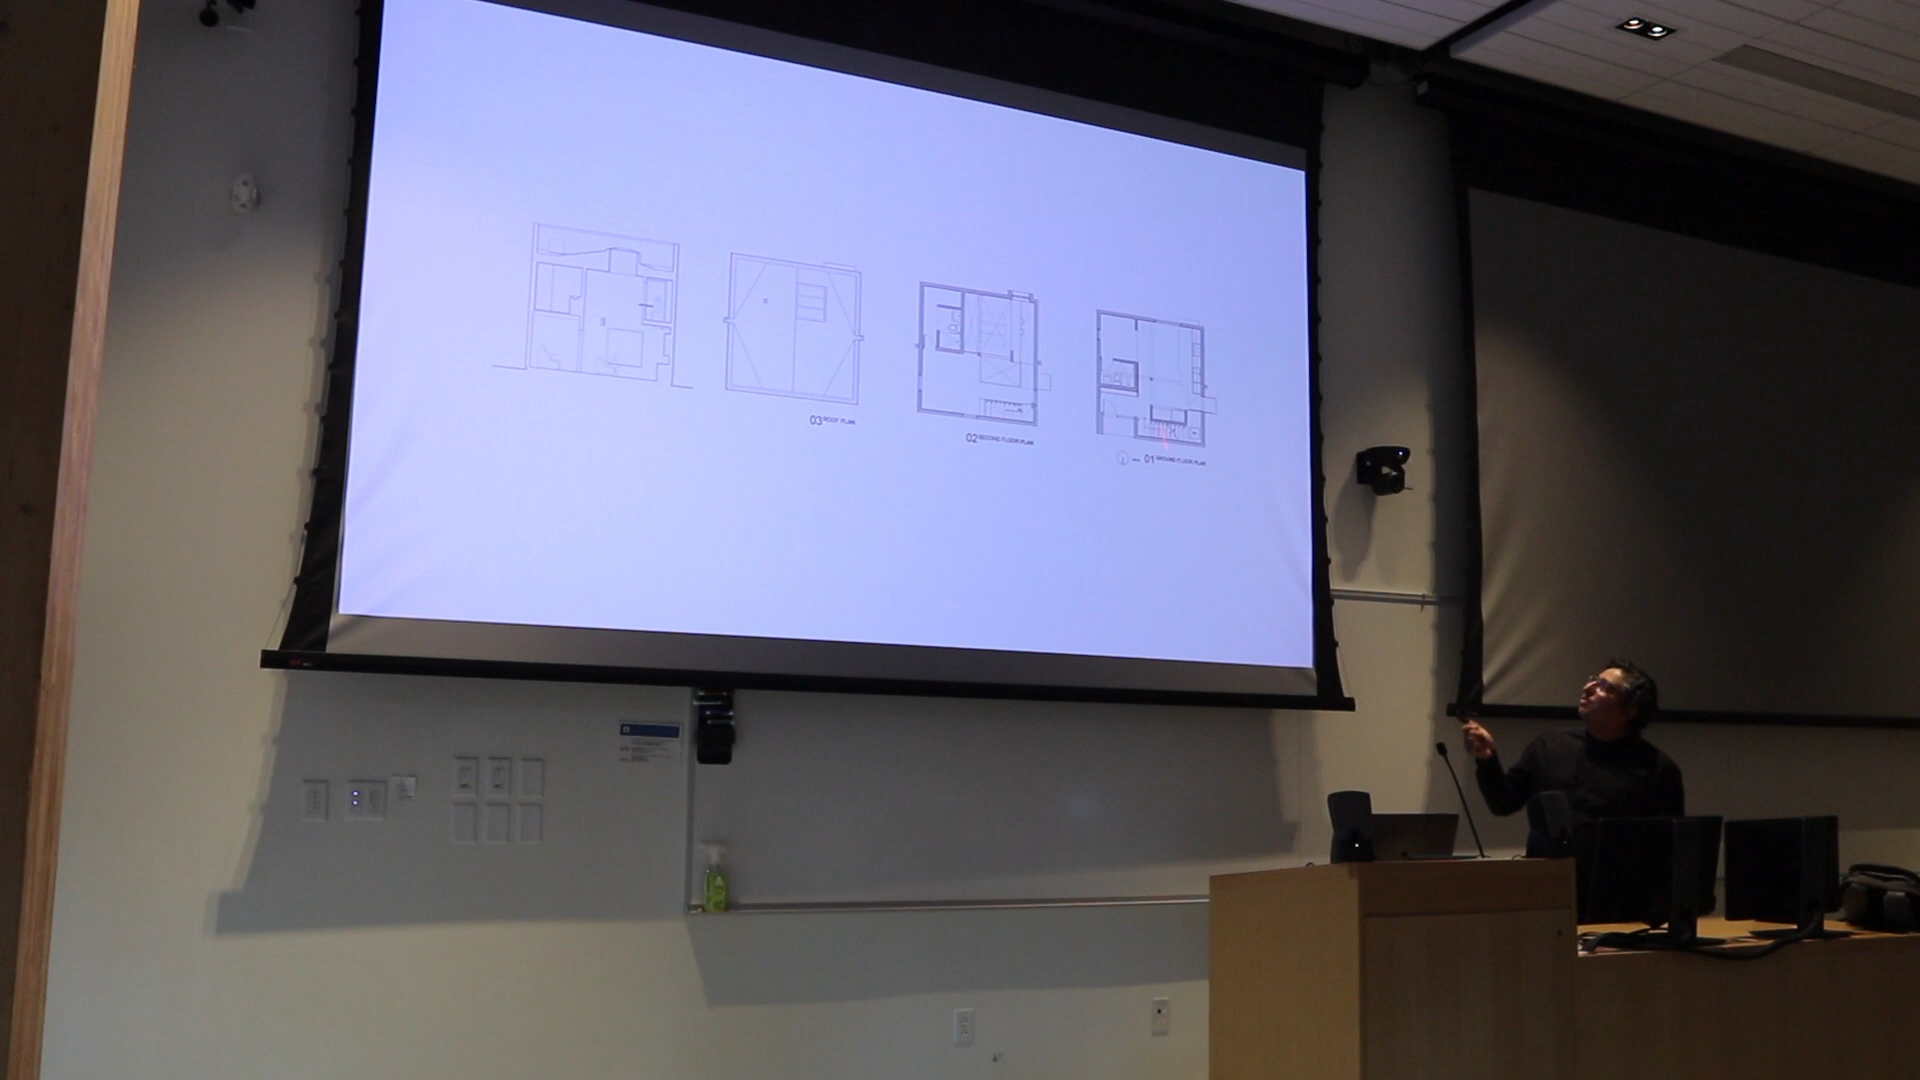 03 ROOF PLAN
02 SECOND FLOOR PLAN
01 GROUND FLOOR PLAN